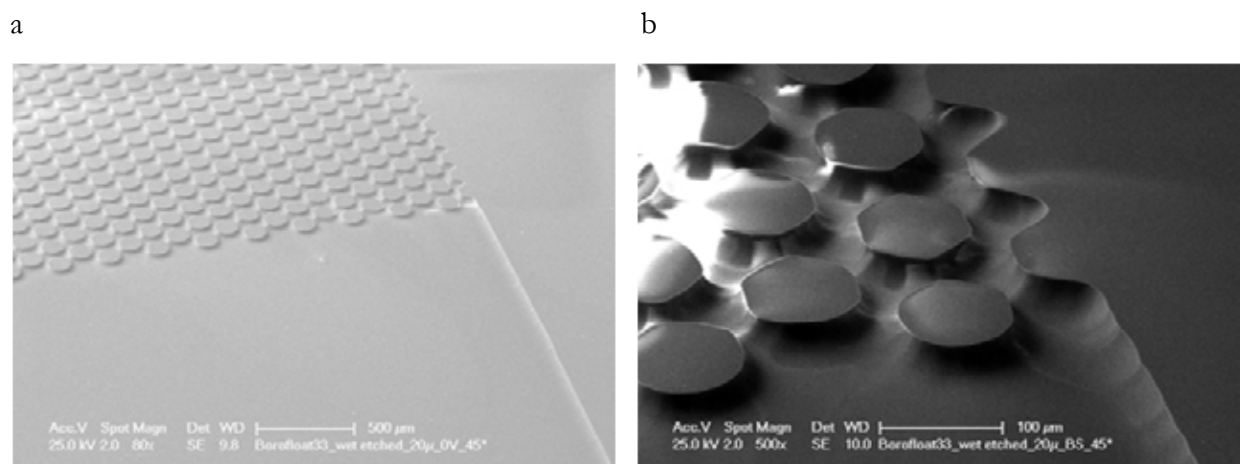 a
b
Acc.V Spot Magn Det WD 500 µm
25.0 kV 2.0 80x SE 9.8 Borofloat33_wet etched_20µ_0V_45°
Acc.V Spot Magn Det WD 100 µm
25.0 kV 2.0 500x SE 10.0 Borofloat33_wet etched_20µ_BS_45°